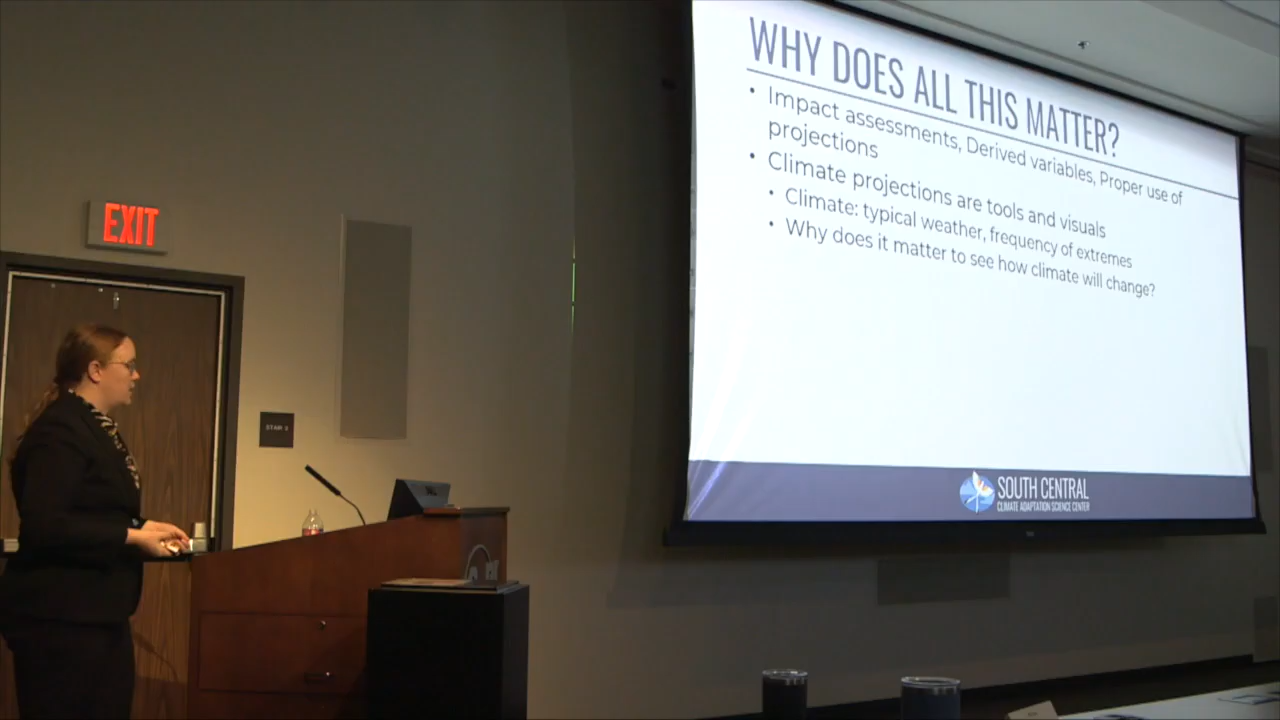 WHY DOES ALL THIS MATTER?
• Impact assessments, Derived variables, Proper use of
projections
• Climate projections are tools and visuals
• Climate: typical weather, frequency of extremes
• Why does it matter to see how climate will change?
SOUTH CENTRAL
CLIMATE ADAPTATION SCIENCE CENTER
EXIT